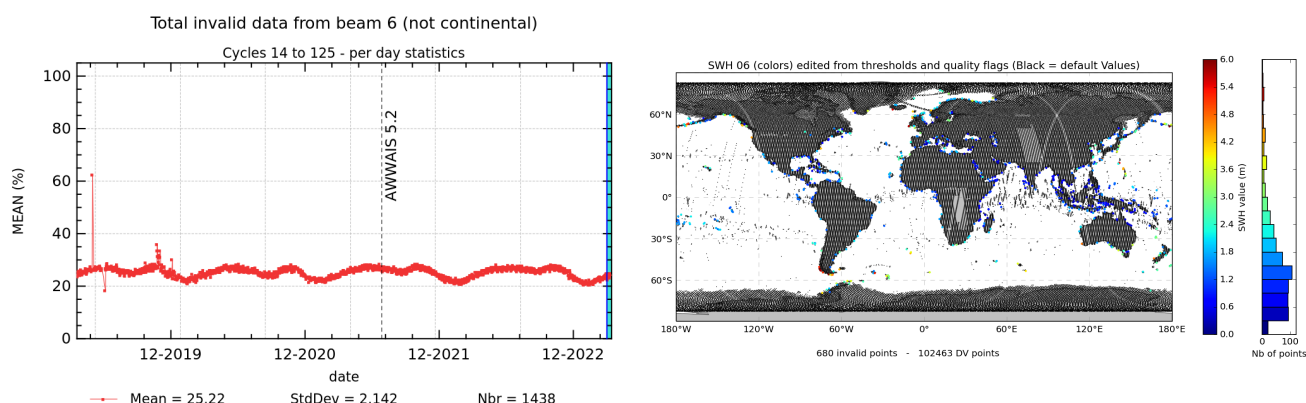 Total invalid data from beam 6 (not continental)
Cycles 14 to 125 - per day statistics
100
80
60
40
20
0
MEAN (%)
AWWAIS 5.2
12-2019 12-2020 12-2021 12-2022
date
Mean = 25.22 StdDev = 2.142 Nbr = 1438
SWH 06 (colors) edited from thresholds and quality flags (Black = default Values)
60°N
30°N
0°
30°S
60°S
180°W 120°W 60°W 0° 60°E 120°E 180°E
680 invalid points - 102463 DV points
6.0
5.4
4.8
4.2
3.6
3.0
2.4
1.8
1.2
0.6
0.0
SWH value (m)
0 100
Nb of points